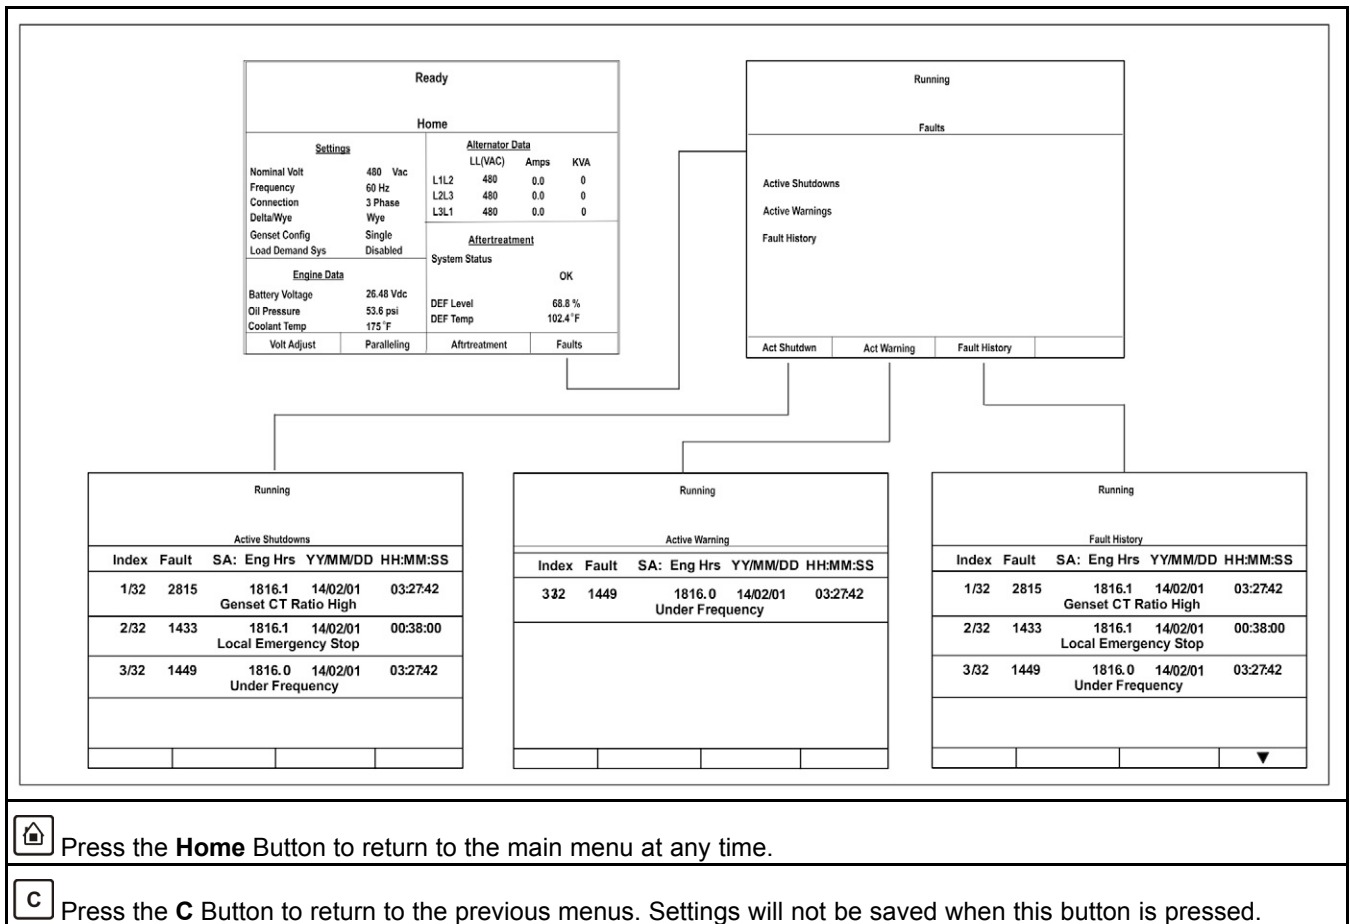 Ready
Home
Settings
Nominal Volt 480 Vac
Frequency 60 Hz
Connection 3 Phase
Delta/Wye Wye
Genset Config Single
Load Demand Sys Disabled
Engine Data
Battery Voltage 26.48 Vdc
Oil Pressure 53.6 psi
Coolant Temp 175°F
Alternator Data
LL(VAC) Amps KVA
L1L2 480 0.0 0
L2L3 480 0.0 0
L3L1 480 0.0 0
Aftertreatment
System Status
OK
DEF Level 68.8 %
DEF Temp 102.4°F
Volt Adjust Paralleling Aftrtreatment Faults
Running
Faults
Active Shutdowns
Active Warnings
Fault History
Act Shutdwn Act Warning Fault History
Running
Active Shutdowns
Index Fault SA: Eng Hrs YY/MM/DD HH:MM:SS
1/32 2815 1816.1 14/02/01 03:27:42
Genset CT Ratio High
2/32 1433 1816.1 14/02/01 00:38:00
Local Emergency Stop
3/32 1449 1816.0 14/02/01 03:27:42
Under Frequency
Running
Active Warning
Index Fault SA: Eng Hrs YY/MM/DD HH:MM:SS
332 1449 1816.0 14/02/01 03:27:42
Under Frequency
Running
Fault History
Index Fault SA: Eng Hrs YY/MM/DD HH:MM:SS
1/32 2815 1816.1 14/02/01 03:27:42
Genset CT Ratio High
2/32 1433 1816.1 14/02/01 00:38:00
Local Emergency Stop
3/32 1449 1816.0 14/02/01 03:27:42
Under Frequency
▼
Press the Home Button to return to the main menu at any time.
C Press the C Button to return to the previous menus. Settings will not be saved when this button is pressed.